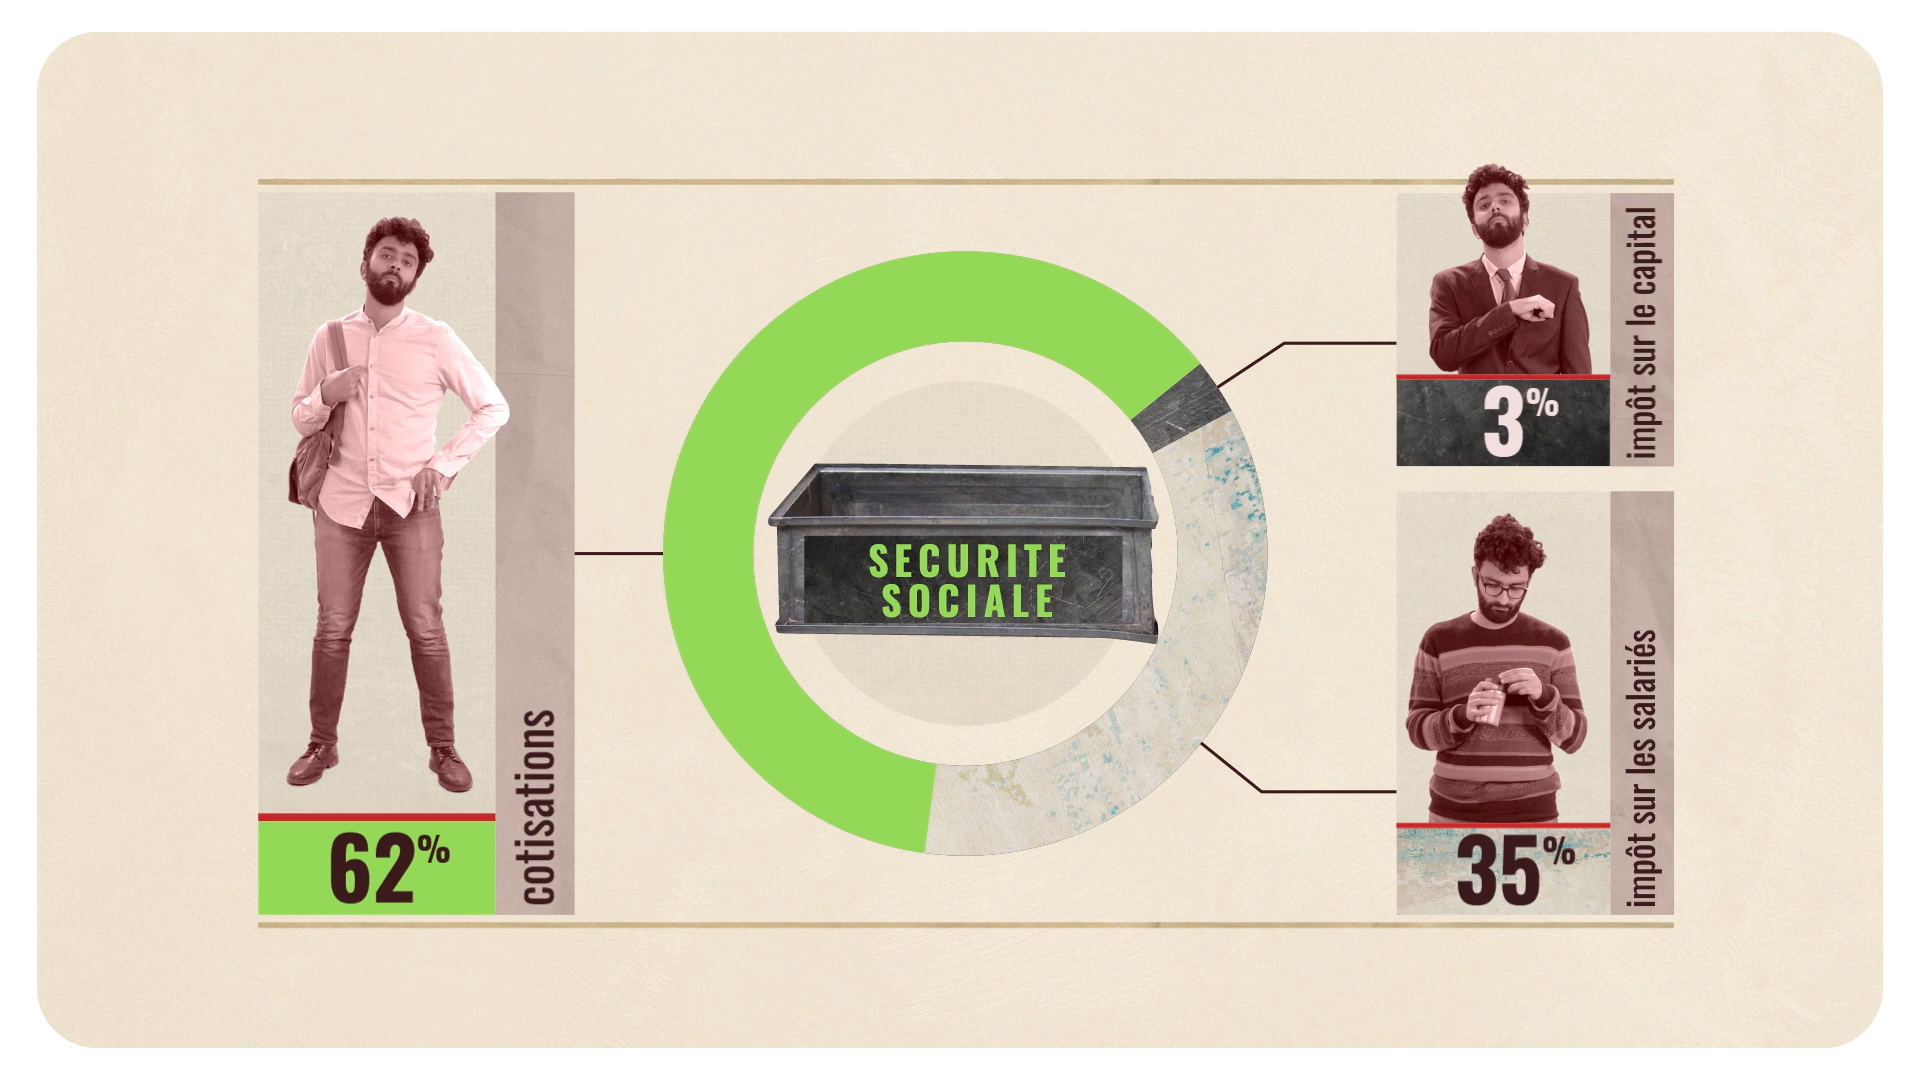 62%
cotisations
SECURITE
SOCIALE
3%
impôt sur le capital
35%
impôt sur les salariés